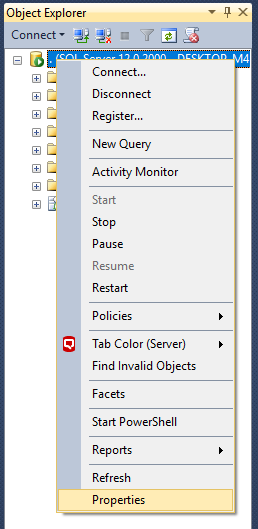 Object Explorer
Connect
. (SQL Server 12.0.2000 - DESKTOP-M4
Connect...
Disconnect
Register...
New Query
Activity Monitor
Start
Stop
Pause
Resume
Restart
Policies
Tab Color (Server)
Find Invalid Objects
Facets
Start PowerShell
Reports
Refresh
Properties